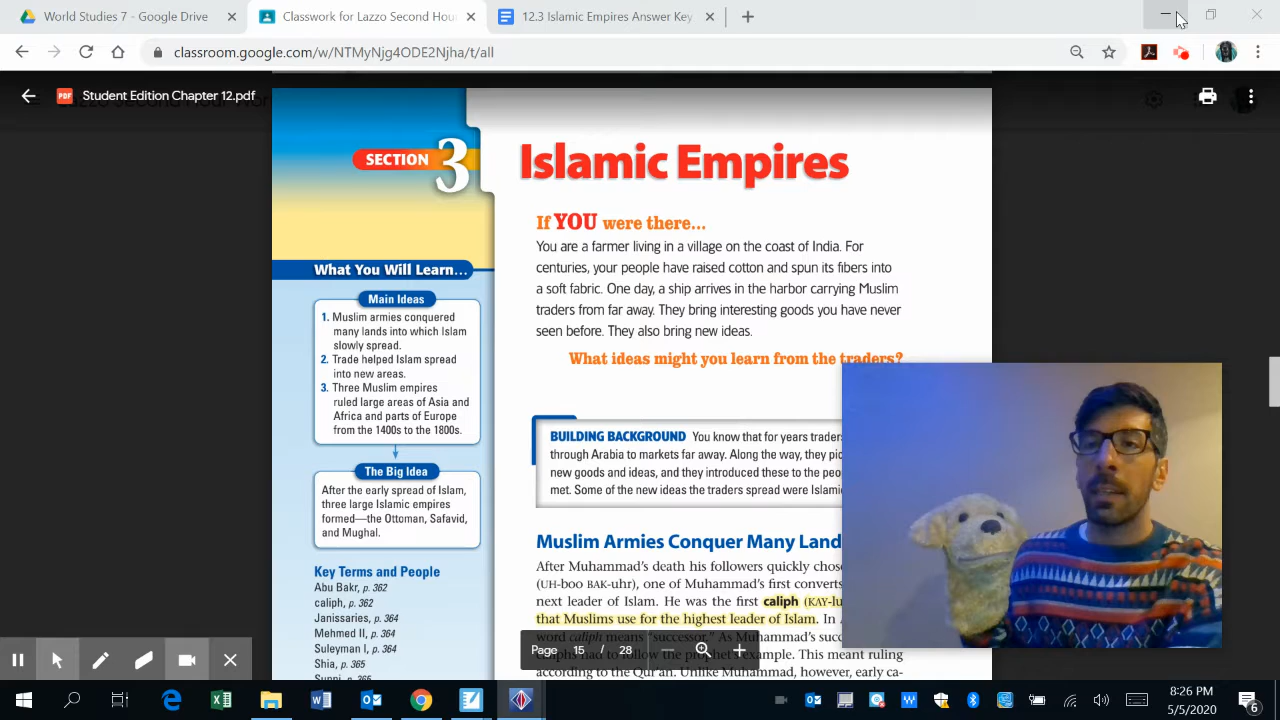 World Studies - Google Drive
Classwork for Lazzo Second Hour
12.3 Islamic Empires Answer Key
classroom.google.com/w/NTMyNjg4ODE2Njha/t/all
PDF
Student Edition Chapter 12.pdf
SECTION 3
Islamic Empires
If YOU were there...
You are a farmer living in a village on the coast of India. For
centuries, your people have raised cotton and spun its fibers into
a soft fabric. One day, a ship arrives in the harbor carrying Muslim
traders from far away. They bring interesting goods you have never
seen before. They also bring new ideas.
What ideas might you learn from the traders?
What You Will Learn...
Main Ideas
1. Muslim armies conquered
many lands into which Islam
slowly spread.
2. Trade helped Islam spread
into new areas.
3. Three Muslim empires
ruled large areas of Asia and
Africa and parts of Europe
from the 1400s to the 1800s.
The Big Idea
After the early spread of Islam,
three large Islamic empires
formed—the Ottoman, Safavid,
and Mughal.
Key Terms and People
Abu Bakr, p. 362
caliph, p. 362
Janissaries, p. 364
Mehmed II, p. 364
Suleyman I, p. 364
Shia, p. 365
BUILDING BACKGROUND You know that for years
through Arabia to markets far away. Along the way, they
new goods and ideas, and they introduced these to the
met. Some of the new ideas the traders spread were
Muslim Armies Conquer Many
After Muhammad's death his followers quickly
(UH-boo BAK-uhr), one of Muhammad's first
next leader of Islam. He was the first caliph
that Muslims use for the highest leader of Islam. In
word caliph means "successor." As Muhammad's
had to follow the prophet's example. This meant ruling
according to the Qur'an. Unlike Muhammad, however, early
Page 15 / 28
8:26 PM
5/5/2020
6